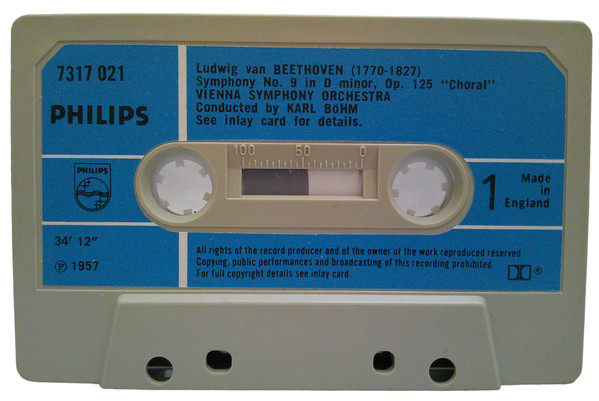 7317 021
PHILIPS
Ludwig van BEETHOVEN (1770-1827)
Symphony No. 9 in D minor, Op. 125 "Choral"
VIENNA SYMPHONY ORCHESTRA
Conducted by KARL BöHM
See inlay card for details.
100 50 0
PHILIPS
1
Made
in
England
34′ 12″
℗ 1957
All rights of the record producer and of the owner of the work reproduced reserved
Copying, public performances and broadcasting of this recording prohibited
For full copyright details see inlay card
®